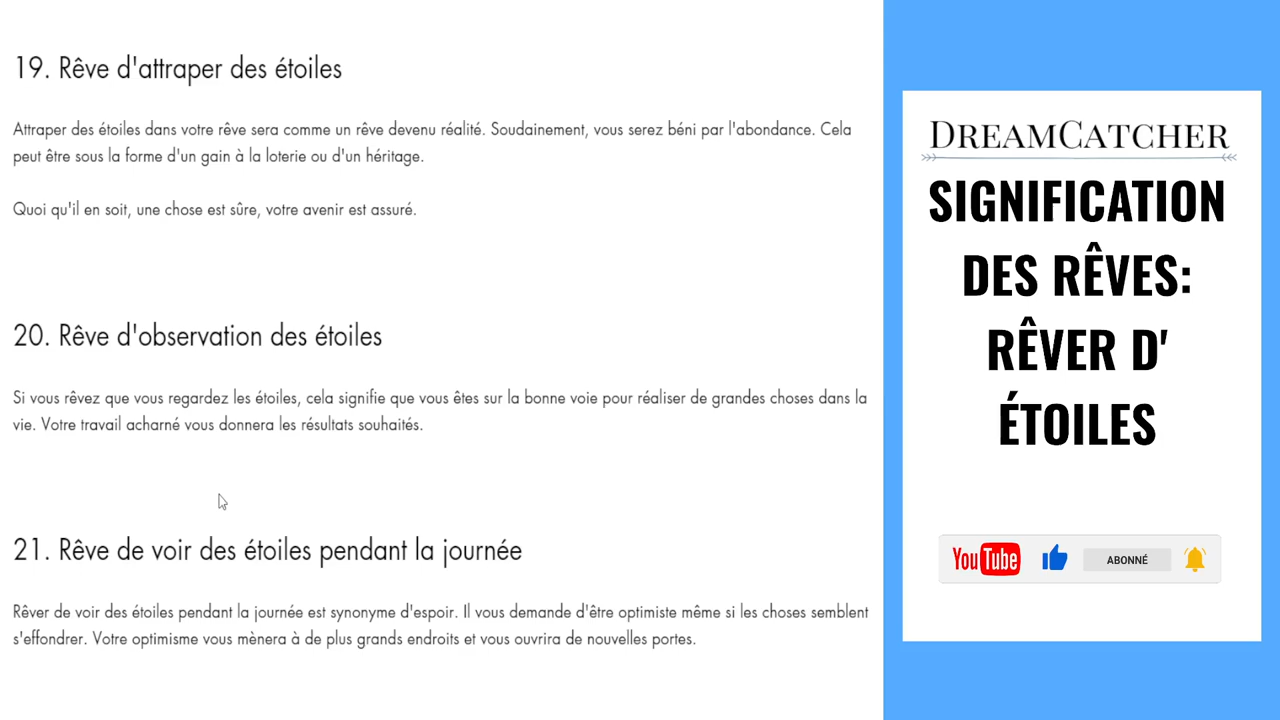 19. Rêve d'attraper des étoiles
Attraper des étoiles dans votre rêve sera comme un rêve devenu réalité. Soudainement, vous serez béni par l'abondance. Cela
peut être sous la forme d'un gain à la loterie ou d'un héritage.
Quoi qu'il en soit, une chose est sûre, votre avenir est assuré.
20. Rêve d'observation des étoiles
Si vous rêvez que vous regardez les étoiles, cela signifie que vous êtes sur la bonne voie pour réaliser de grandes choses dans la
vie. Votre travail acharné vous donnera les résultats souhaités.
21. Rêve de voir des étoiles pendant la journée
Rêver de voir des étoiles pendant la journée est synonyme d'espoir. Il vous demande d'être optimiste même si les choses semblent
s'effondrer. Votre optimisme vous mènera à de plus grands endroits et vous ouvrira de nouvelles portes.
DREAMCATCHER
SIGNIFICATION
DES RÊVES:
RÊVER D'
ÉTOILES
YouTube
ABONNÉ